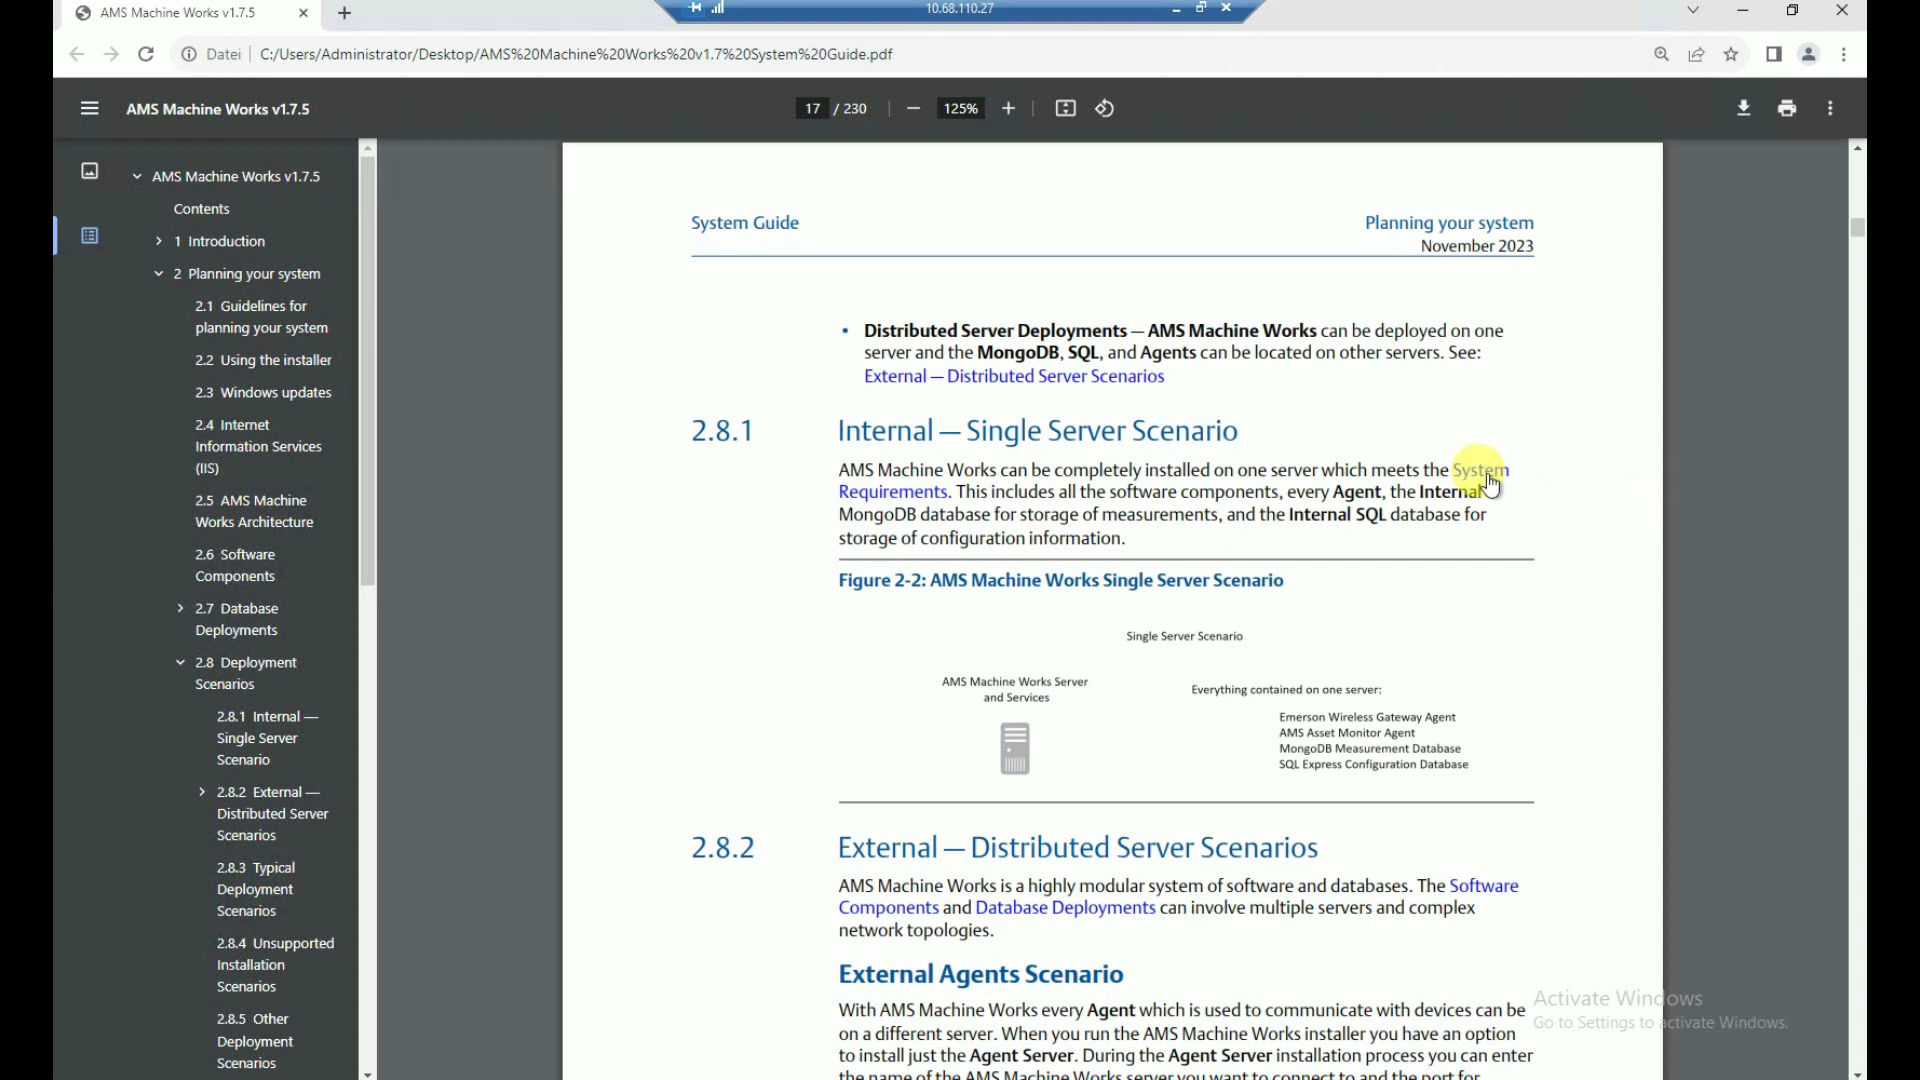 AMS Machine Works v1.7.5
10.68.110.27
Datei
C:/Users/Administrator/Desktop/AMS%20Machine%20Works%20v1.7%20System%20Guide.pdf
AMS Machine Works v1.7.5
17 / 230
125%
AMS Machine Works v1.7.5
Contents
1 Introduction
2 Planning your system
2.1 Guidelines for
planning your system
2.2 Using the installer
2.3 Windows updates
2.4 Internet
Information Services
(IIS)
2.5 AMS Machine
Works Architecture
2.6 Software
Components
2.7 Database
Deployments
2.8 Deployment
Scenarios
2.8.1 Internal —
Single Server
Scenario
2.8.2 External —
Distributed Server
Scenarios
2.8.3 Typical
Deployment
Scenarios
2.8.4 Unsupported
Installation
Scenarios
2.8.5 Other
Deployment
Scenarios
System Guide
Planning your system
November 2023
• Distributed Server Deployments — AMS Machine Works can be deployed on one
server and the MongoDB, SQL, and Agents can be located on other servers. See:
External — Distributed Server Scenarios
2.8.1 Internal — Single Server Scenario
AMS Machine Works can be completely installed on one server which meets the System
Requirements. This includes all the software components, every Agent, the Internal
MongoDB database for storage of measurements, and the Internal SQL database for
storage of configuration information.
Figure 2-2: AMS Machine Works Single Server Scenario
Single Server Scenario
AMS Machine Works Server
and Services
Everything contained on one server:
Emerson Wireless Gateway Agent
AMS Asset Monitor Agent
MongoDB Measurement Database
SQL Express Configuration Database
2.8.2 External — Distributed Server Scenarios
AMS Machine Works is a highly modular system of software and databases. The Software
Components and Database Deployments can involve multiple servers and complex
network topologies.
External Agents Scenario
With AMS Machine Works every Agent which is used to communicate with devices can be
on a different server. When you run the AMS Machine Works installer you have an option
to install just the Agent Server. During the Agent Server installation process you can enter
the name of the AMS Machine Works server you want to connect to and the port for
Activate Windows
Go to Settings to activate Windows.